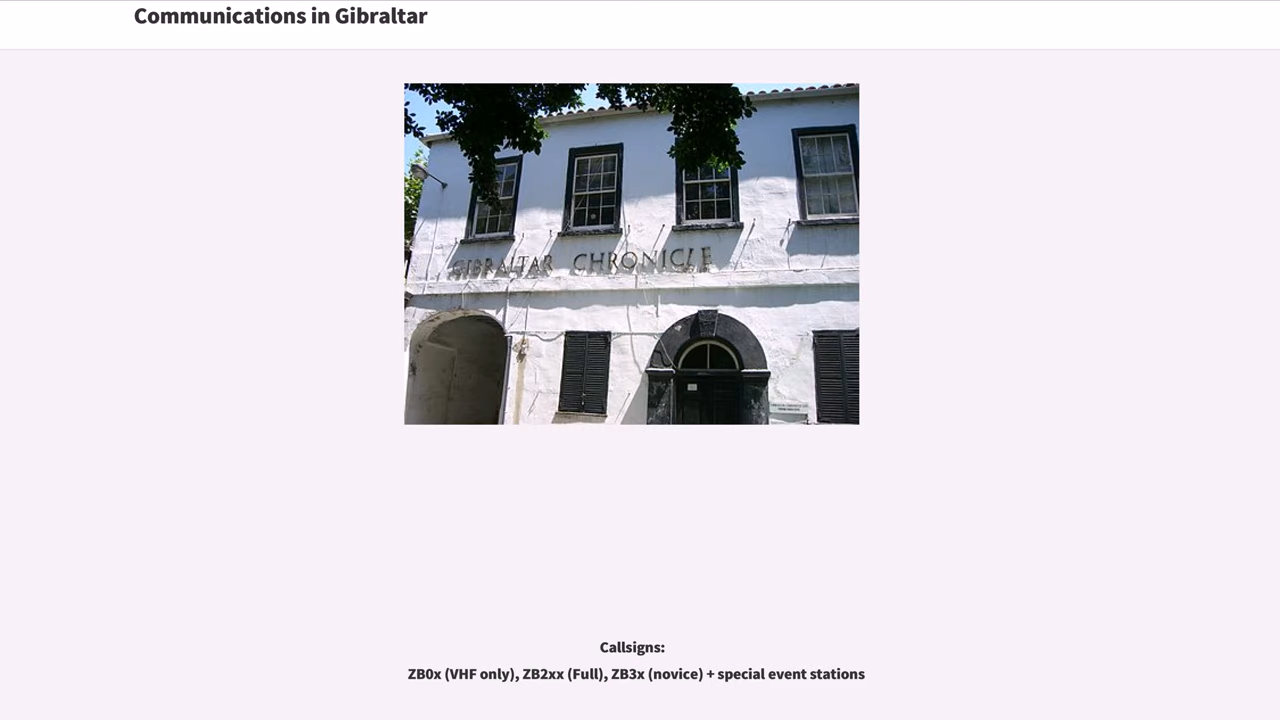 Communications in Gibraltar
GIBRALTAR CHRONICLE
Callsigns:
ZB0x (VHF only), ZB2xx (Full), ZB3x (novice) + special event stations